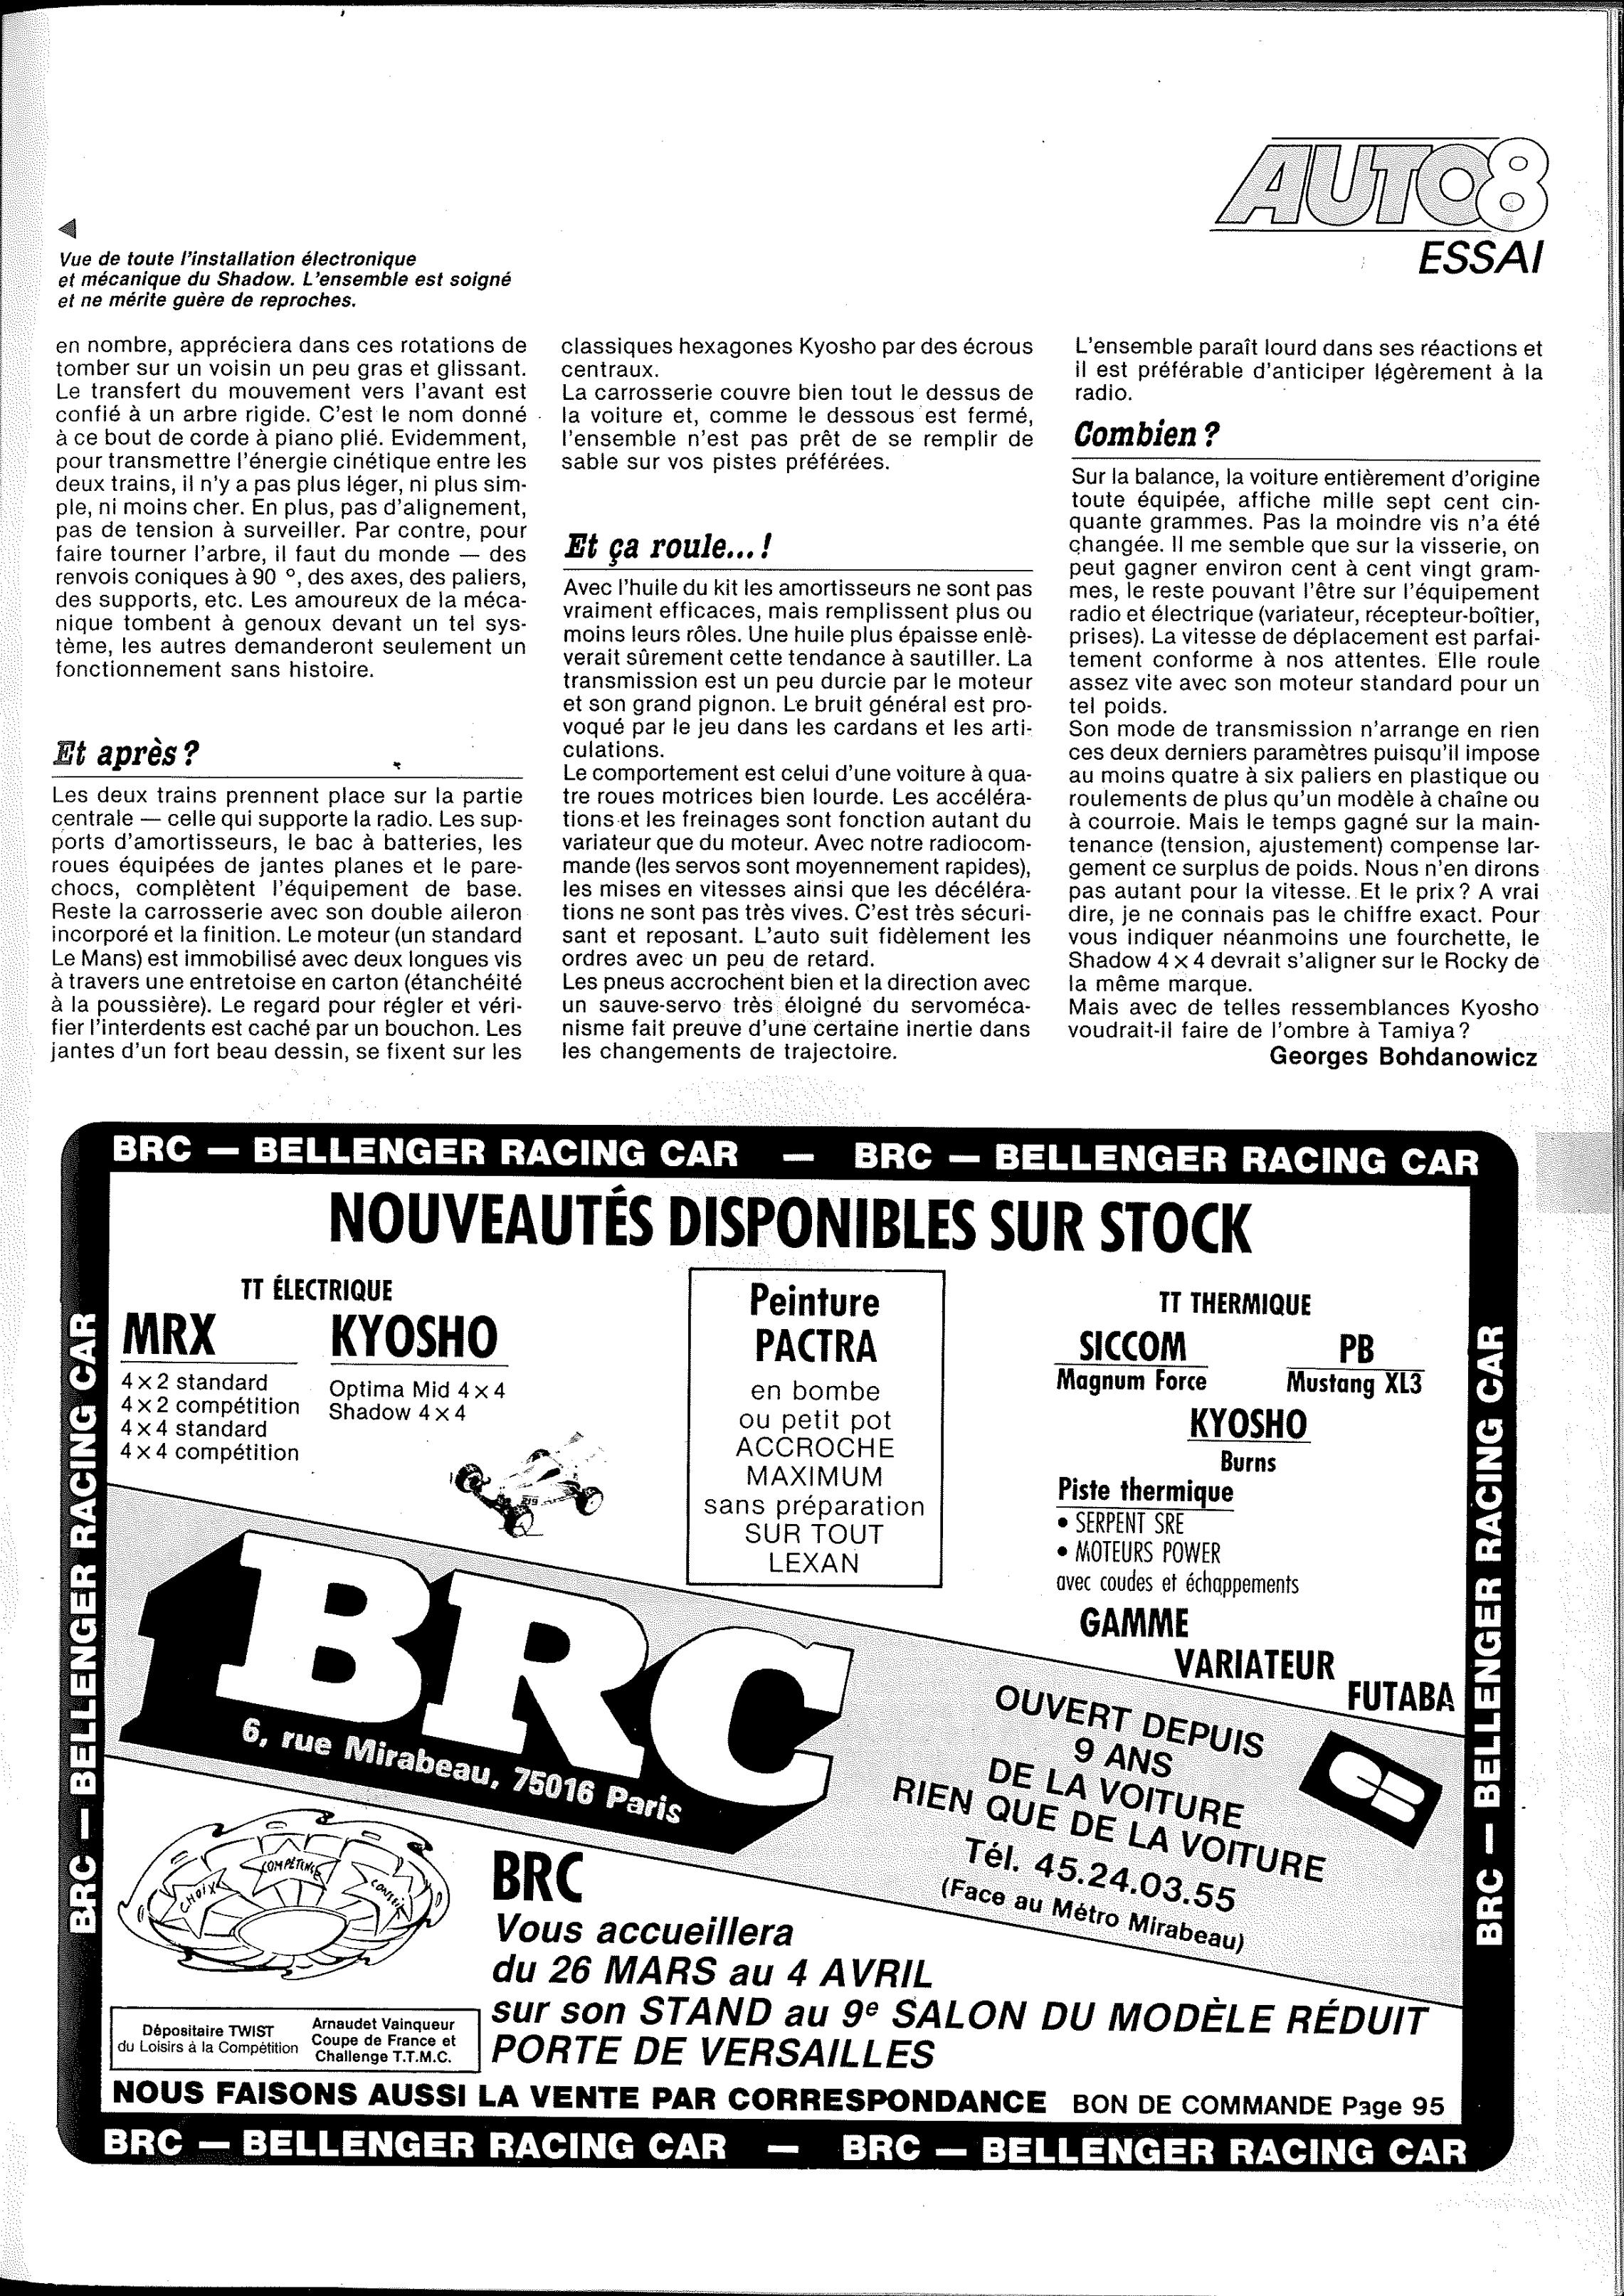 AUTO8
ESSAI
Vue de toute l'installation électronique
et mécanique du Shadow. L'ensemble est soigné
et ne mérite guère de reproches.
en nombre, appréciera dans ces rotations de
tomber sur un voisin un peu gras et glissant.
Le transfert du mouvement vers l'avant est
confié à un arbre rigide. C'est le nom donné
à ce bout de corde à piano plié. Evidemment,
pour transmettre l'énergie cinétique entre les
deux trains, il n'y a pas plus léger, ni plus sim-
ple, ni moins cher. En plus, pas d'alignement,
pas de tension à surveiller. Par contre, pour
faire tourner l'arbre, il faut du monde — des
renvois coniques à 90 °, des axes, des paliers,
des supports, etc. Les amoureux de la méca-
nique tombent à genoux devant un tel sys-
tème, les autres demanderont seulement un
fonctionnement sans histoire.
Et après ?
Les deux trains prennent place sur la partie
centrale — celle qui supporte la radio. Les sup-
ports d'amortisseurs, le bac à batteries, les
roues équipées de jantes planes et le pare-
chocs, complètent l'équipement de base.
Reste la carrosserie avec son double aileron
incorporé et la finition. Le moteur (un standard
Le Mans) est immobilisé avec deux longues vis
à travers une entretoise en carton (étanchéité
à la poussière). Le regard pour régler et véri-
fier l'interdents est caché par un bouchon. Les
jantes d'un fort beau dessin, se fixent sur les
classiques hexagones Kyosho par des écrous
centraux.
La carrosserie couvre bien tout le dessus de
la voiture et, comme le dessous est fermé,
l'ensemble n'est pas prêt de se remplir de
sable sur vos pistes préférées.
Et ça roule... !
Avec l'huile du kit les amortisseurs ne sont pas
vraiment efficaces, mais remplissent plus ou
moins leurs rôles. Une huile plus épaisse enlè-
verait sûrement cette tendance à sautiller. La
transmission est un peu durcie par le moteur
et son grand pignon. Le bruit général est pro-
voqué par le jeu dans les cardans et les arti-
culations.
Le comportement est celui d'une voiture à qua-
tre roues motrices bien lourde. Les accéléra-
tions et les freinages sont fonction autant du
variateur que du moteur. Avec notre radiocom-
mande (les servos sont moyennement rapides),
les mises en vitesses ainsi que les décéléra-
tions ne sont pas très vives. C'est très sécuri-
sant et reposant. L'auto suit fidèlement les
ordres avec un peu de retard.
Les pneus accrochent bien et la direction avec
un sauve-servo très éloigné du servoméca-
nisme fait preuve d'une certaine inertie dans
les changements de trajectoire.
L'ensemble paraît lourd dans ses réactions et
il est préférable d'anticiper légèrement à la
radio.
Combien ?
Sur la balance, la voiture entièrement d'origine
toute équipée, affiche mille sept cent cin-
quante grammes. Pas la moindre vis n'a été
changée. Il me semble que sur la visserie, on
peut gagner environ cent à cent vingt gram-
mes, le reste pouvant l'être sur l'équipement
radio et électrique (variateur, récepteur-boîtier,
prises). La vitesse de déplacement est parfai-
tement conforme à nos attentes. Elle roule
assez vite avec son moteur standard pour un
tel poids.
Son mode de transmission n'arrange en rien
ces deux derniers paramètres puisqu'il impose
au moins quatre à six paliers en plastique ou
roulements de plus qu'un modèle à chaîne ou
à courroie. Mais le temps gagné sur la main-
tenance (tension, ajustement) compense lar-
gement ce surplus de poids. Nous n'en dirons
pas autant pour la vitesse. Et le prix ? A vrai
dire, je ne connais pas le chiffre exact. Pour
vous indiquer néanmoins une fourchette, le
Shadow 4 × 4 devrait s'aligner sur le Rocky de
la même marque.
Mais avec de telles ressemblances Kyosho
voudrait-il faire de l'ombre à Tamiya ?
Georges Bohdanowicz
BRC — BELLENGER RACING CAR — BRC — BELLENGER RACING CAR
BRC — BELLENGER RACING CAR
BRC — BELLENGER RACING CAR
NOUVEAUTÉS DISPONIBLES SUR STOCK
TT ÉLECTRIQUE
MRX
4 × 2 standard
4 × 2 compétition
4 × 4 standard
4 × 4 compétition
KYOSHO
Optima Mid 4 × 4
Shadow 4 × 4
Peinture
PACTRA
en bombe
ou petit pot
ACCROCHE
MAXIMUM
sans préparation
SUR TOUT
LEXAN
TT THERMIQUE
SICCOM
Magnum Force
PB
Mustang XL3
KYOSHO
Burns
Piste thermique
• SERPENT SRE
• MOTEURS POWER
avec coudes et échappements
GAMME
VARIATEUR
FUTABA
BRC
6, rue Mirabeau, 75016 Paris
OUVERT DEPUIS
9 ANS
DE LA VOITURE
RIEN QUE DE LA VOITURE
Tél. 45.24.03.55
(Face au Métro Mirabeau)
CB
CHOIX
COMPÉTENCE
CONSEIL
BRC
Vous accueillera
du 26 MARS au 4 AVRIL
sur son STAND au 9e SALON DU MODÈLE RÉDUIT
PORTE DE VERSAILLES
Dépositaire TWIST
du Loisirs à la Compétition
Arnaudet Vainqueur
Coupe de France et
Challenge T.T.M.C.
NOUS FAISONS AUSSI LA VENTE PAR CORRESPONDANCE BON DE COMMANDE Page 95
BRC — BELLENGER RACING CAR — BRC — BELLENGER RACING CAR